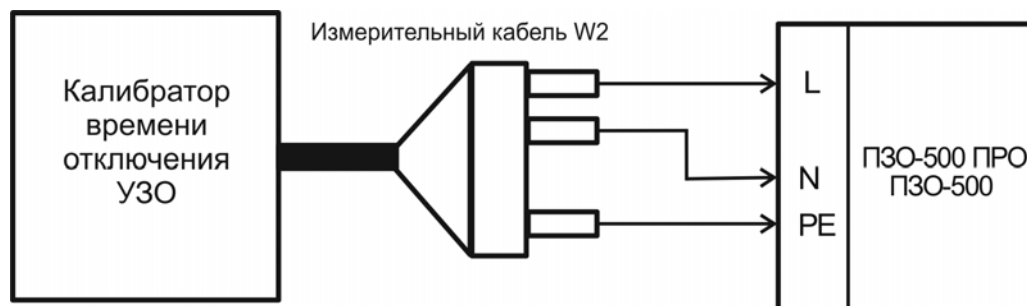 Измерительный кабель W2
Калибратор
времени
отключения
УЗО
L
N
PE
ПЗО-500 ПРО
ПЗО-500